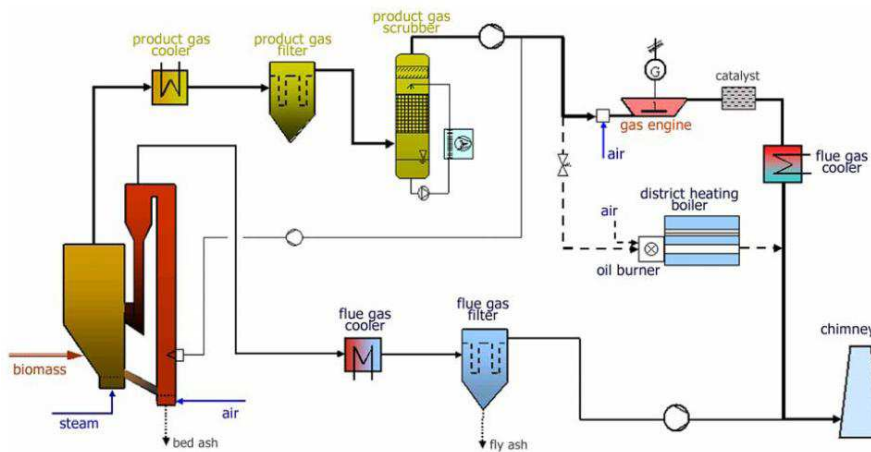 product gas
cooler
product gas
filter
product gas
scrubber
G
catalyst
gas engine
air
flue gas
cooler
district heating
boiler
air
oil burner
flue gas
cooler
flue gas
filter
chimney
biomass
steam
air
bed ash
fly ash